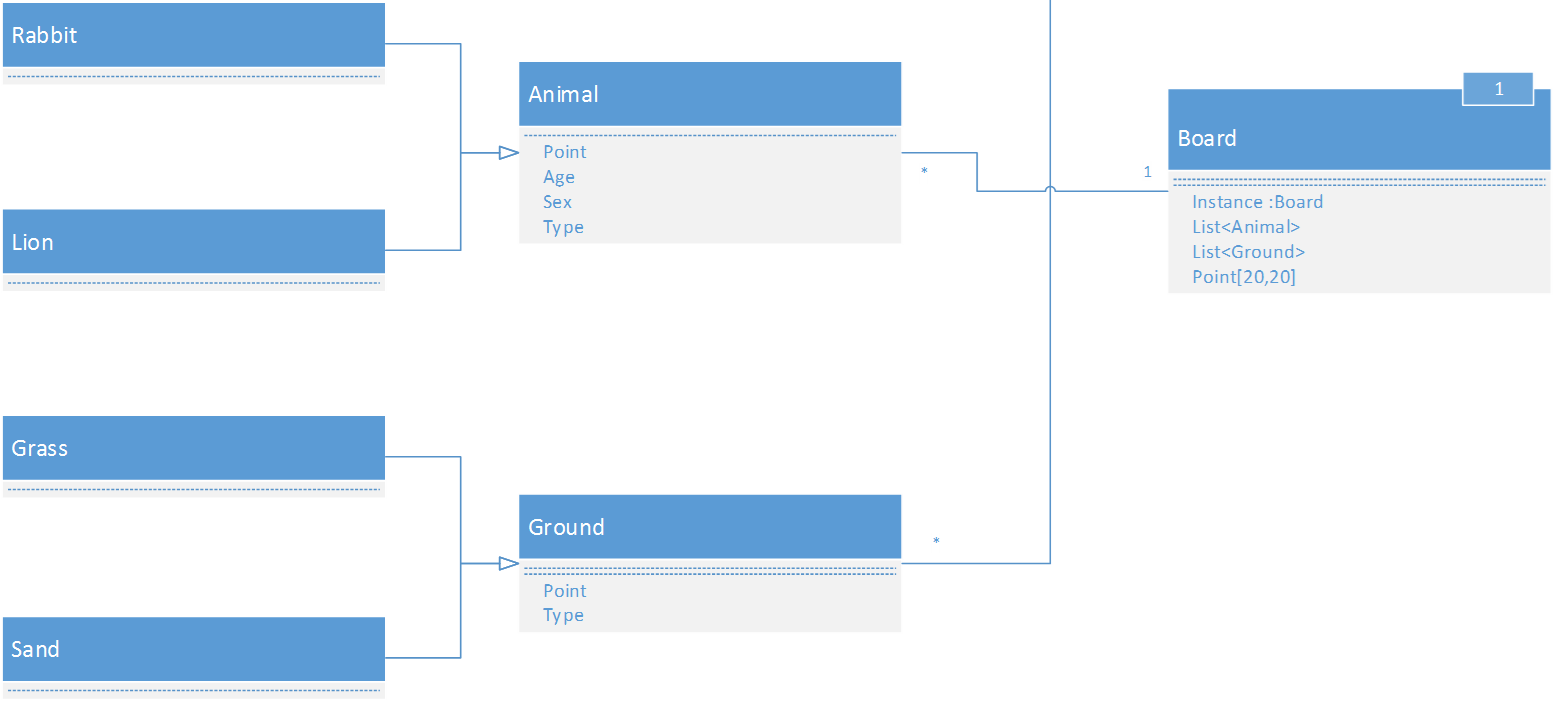 Rabbit
Lion
Animal
Point
Age
Sex
Type
*
1
1
Board
Instance :Board
List<Animal>
List<Ground>
Point[20,20]
Grass
Sand
Ground
Point
Type
*